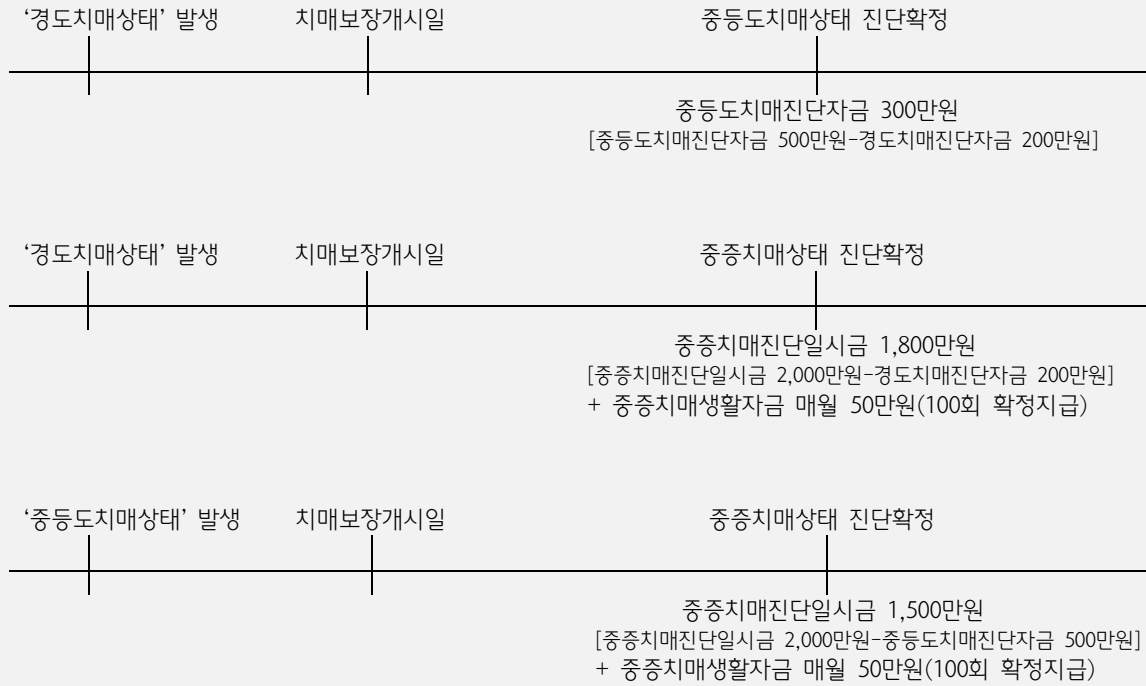 ‘경도치매상태’ 발생 치매보장개시일 중등도치매상태 진단확정
중등도치매진단자금 300만원
[중등도치매진단자금 500만원-경도치매진단자금 200만원]
‘경도치매상태’ 발생 치매보장개시일 중증치매상태 진단확정
중증치매진단일시금 1,800만원
[중증치매진단일시금 2,000만원-경도치매진단자금 200만원]
+ 중증치매생활자금 매월 50만원(100회 확정지급)
‘중등도치매상태’ 발생 치매보장개시일 중증치매상태 진단확정
중증치매진단일시금 1,500만원
[중증치매진단일시금 2,000만원-중등도치매진단자금 500만원]
+ 중증치매생활자금 매월 50만원(100회 확정지급)